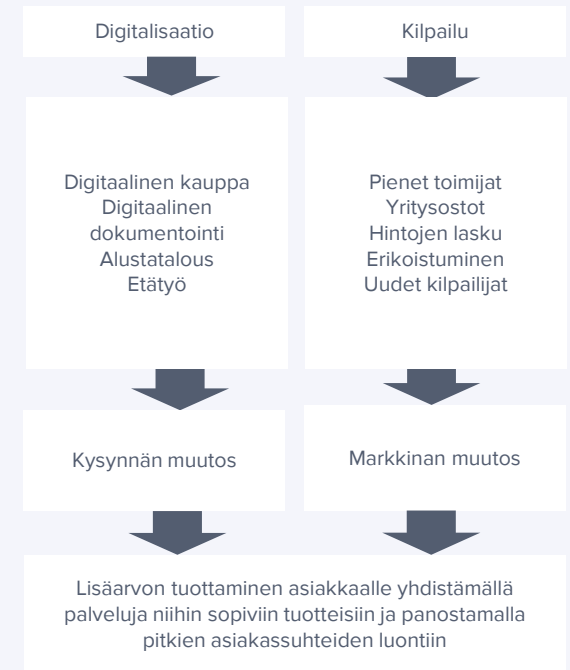 Digitalisaatio
Kilpailu
Digitaalinen kauppa
Digitaalinen
dokumentointi
Alustatalous
Etätyö
Pienet toimijat
Yritysostot
Hintojen lasku
Erikoistuminen
Uudet kilpailijat
Kysynnän muutos
Markkinan muutos
Lisäarvon tuottaminen asiakkaalle yhdistämällä
palveluja niihin sopiviin tuotteisiin ja panostamalla
pitkien asiakassuhteiden luontiin